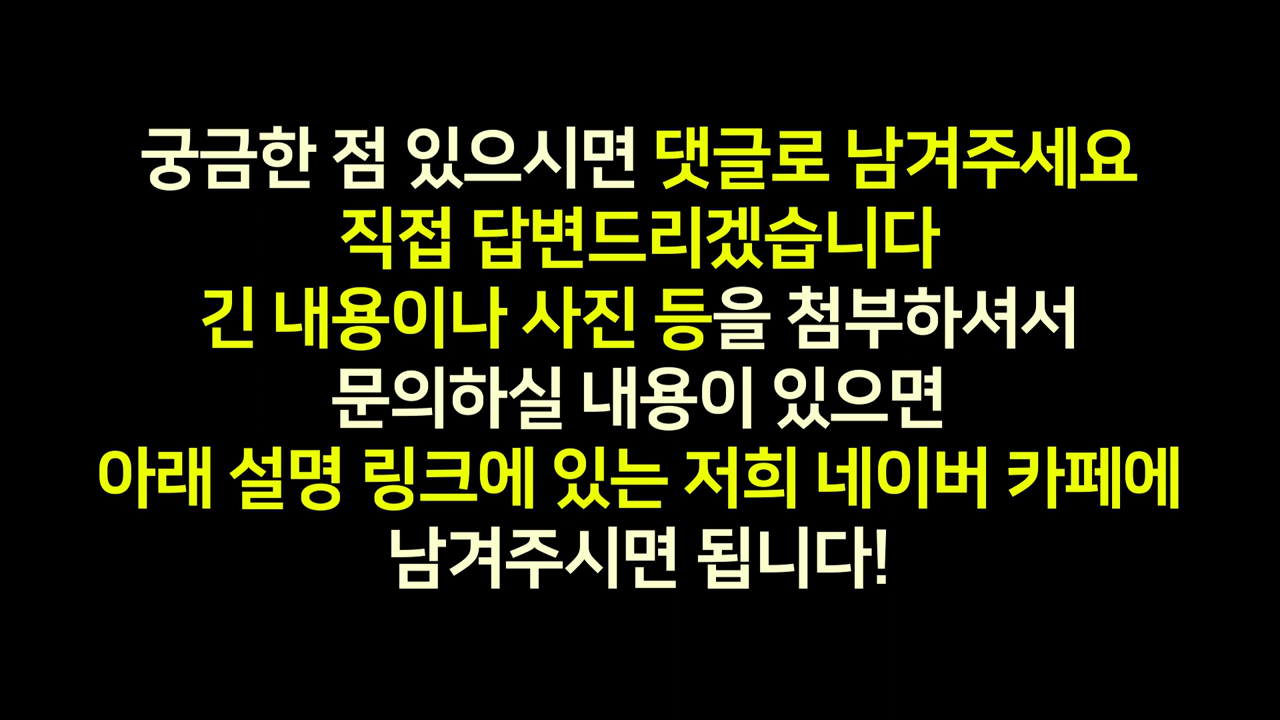 궁금한 점 있으시면 댓글로 남겨주세요
직접 답변드리겠습니다
긴 내용이나 사진 등을 첨부하셔서
문의하실 내용이 있으면
아래 설명 링크에 있는 저희 네이버 카페에
남겨주시면 됩니다!